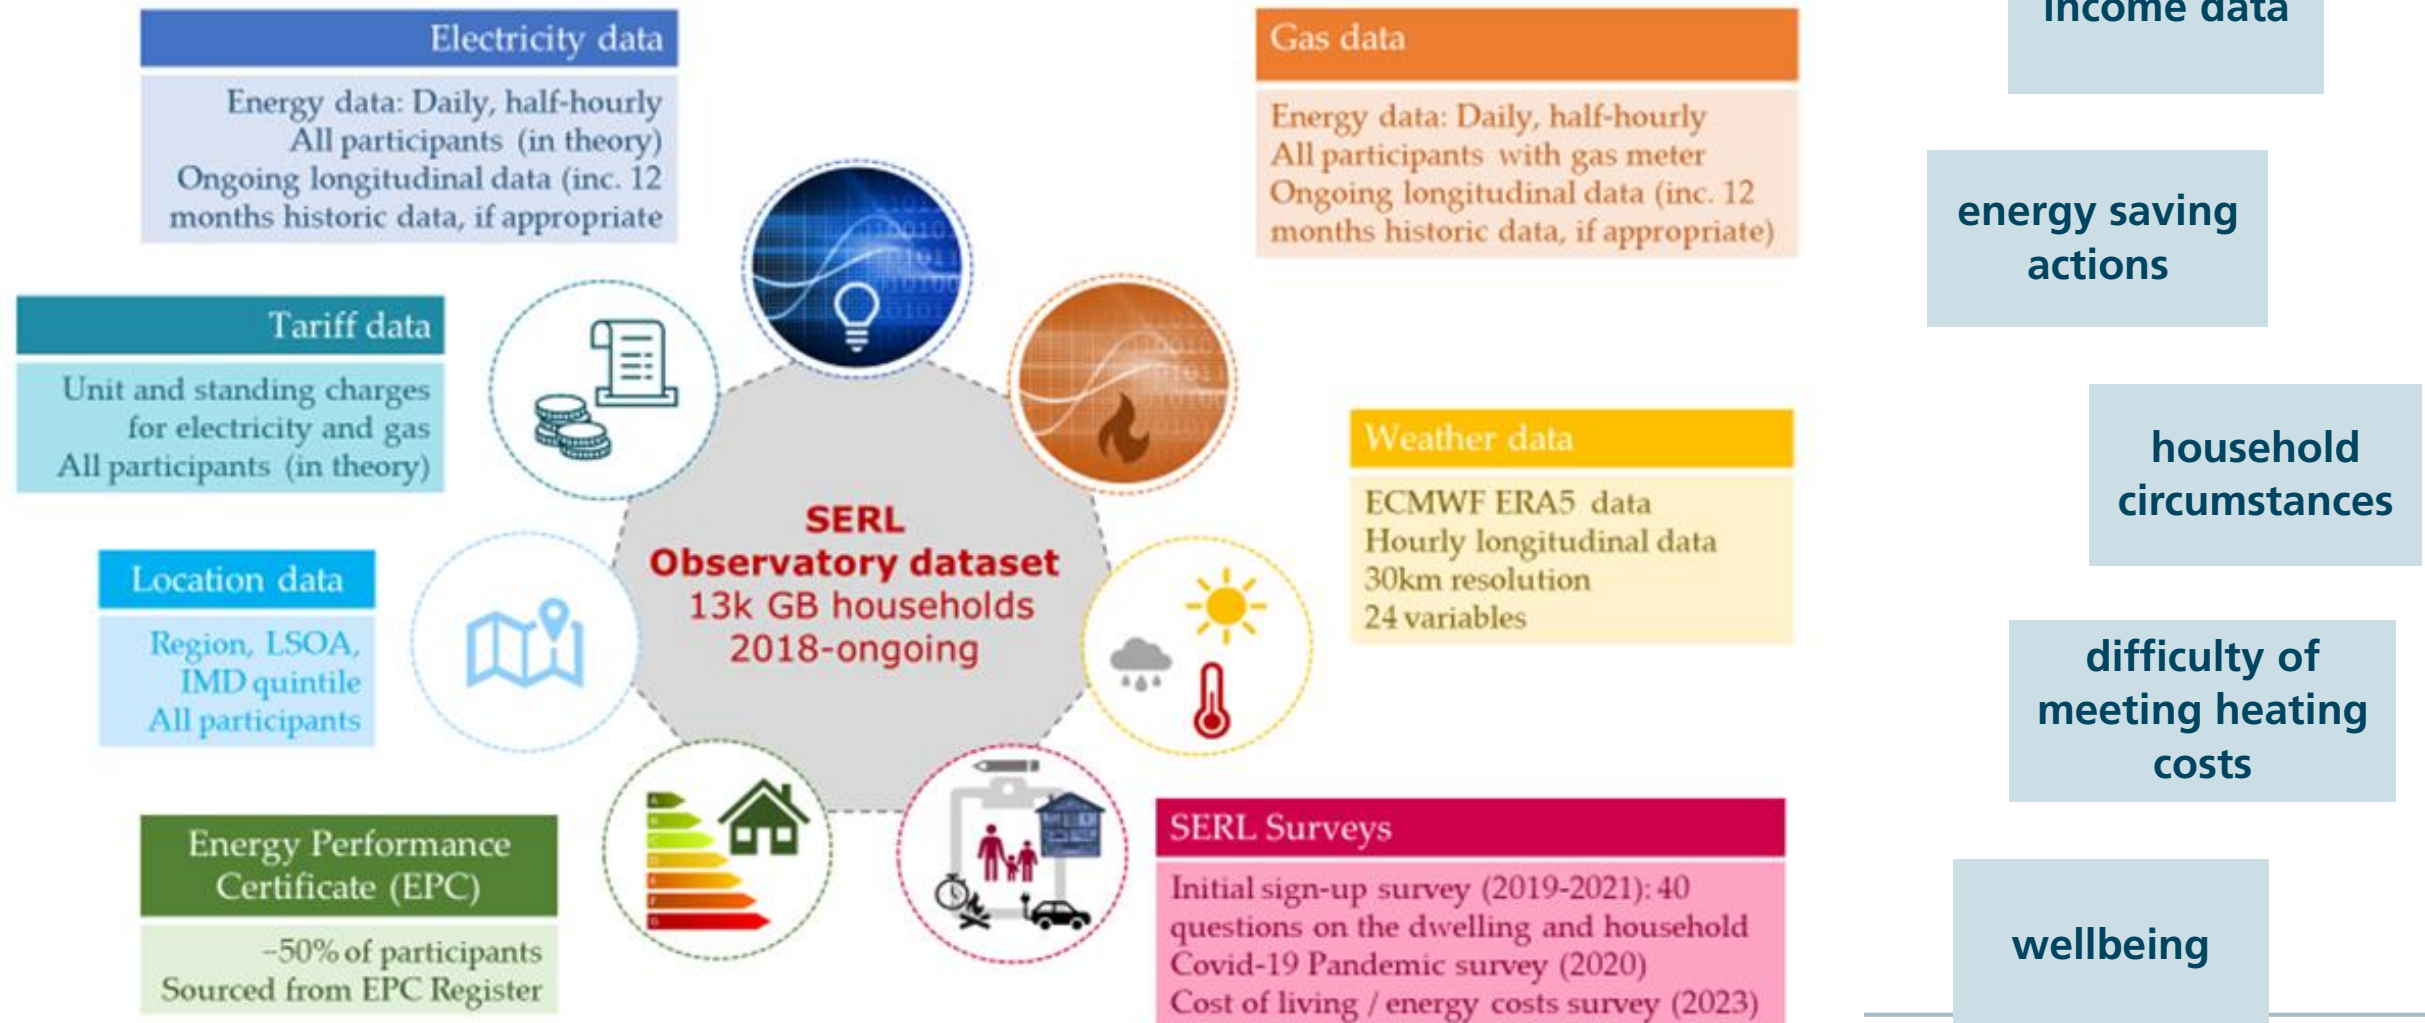 Electricity data
Energy data: Daily, half-hourly
All participants (in theory)
Ongoing longitudinal data (inc. 12
months historic data, if appropriate
Gas data
Energy data: Daily, half-hourly
All participants with gas meter
Ongoing longitudinal data (inc. 12
months historic data, if appropriate)
Tariff data
Unit and standing charges
for electricity and gas
All participants (in theory)
Weather data
ECMWF ERA5 data
Hourly longitudinal data
30km resolution
24 variables
SERL
Observatory dataset
13k GB households
2018-ongoing
Location data
Region, LSOA,
IMD quintile
All participants
Energy Performance
Certificate (EPC)
~50% of participants
Sourced from EPC Register
SERL Surveys
Initial sign-up survey (2019-2021): 40
questions on the dwelling and household
Covid-19 Pandemic survey (2020)
Cost of living / energy costs survey (2023)
income data
energy saving
actions
household
circumstances
difficulty of
meeting heating
costs
wellbeing